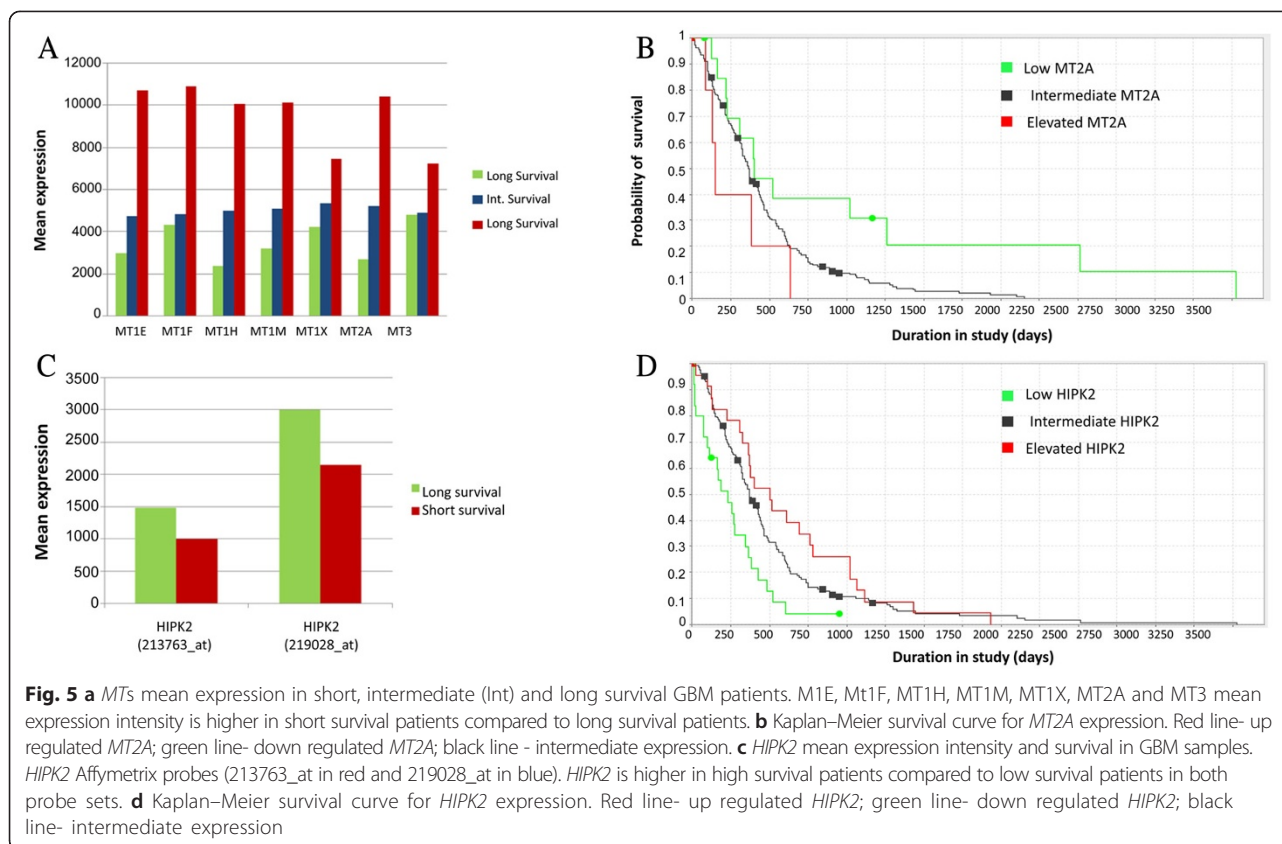 A
12000
10000
8000
6000
4000
2000
0
Mean expression
MT1E MT1F MT1H MT1M MT1X MT2A MT3
Long Survival
Int. Survival
Long Survival
B
1
0.9
0.8
0.7
0.6
0.5
0.4
0.3
0.2
0.1
0
Probability of survival
Low MT2A
Intermediate MT2A
Elevated MT2A
0 250 500 750 1000 1250 1500 1750 2000 2250 2500 2750 3000 3500
Duration in study (days)
C
3500
3000
2500
2000
1500
1000
500
0
Mean expression
HIPK2 HIPK2
(213763_at) (219028_at)
Long survival
Short survival
D
0.9
0.8
0.7
0.6
0.5
0.4
0.3
0.2
0.1
0
Low HIPK2
Intermediate HIPK2
Elevated HIPK2
0 250 500 750 1000 1250 1500 1750 2000 2250 2500 2750 3000 3500
Duration in study (days)
Fig. 5 a MTs mean expression in short, intermediate (Int) and long survival GBM patients. M1E, Mt1F, MT1H, MT1M, MT1X, MT2A and MT3 mean
expression intensity is higher in short survival patients compared to long survival patients. b Kaplan–Meier survival curve for MT2A expression. Red line- up
regulated MT2A; green line- down regulated MT2A; black line - intermediate expression. c HIPK2 mean expression intensity and survival in GBM samples.
HIPK2 Affymetrix probes (213763_at in red and 219028_at in blue). HIPK2 is higher in high survival patients compared to low survival patients in both
probe sets. d Kaplan–Meier survival curve for HIPK2 expression. Red line- up regulated HIPK2; green line- down regulated HIPK2; black
line- intermediate expression